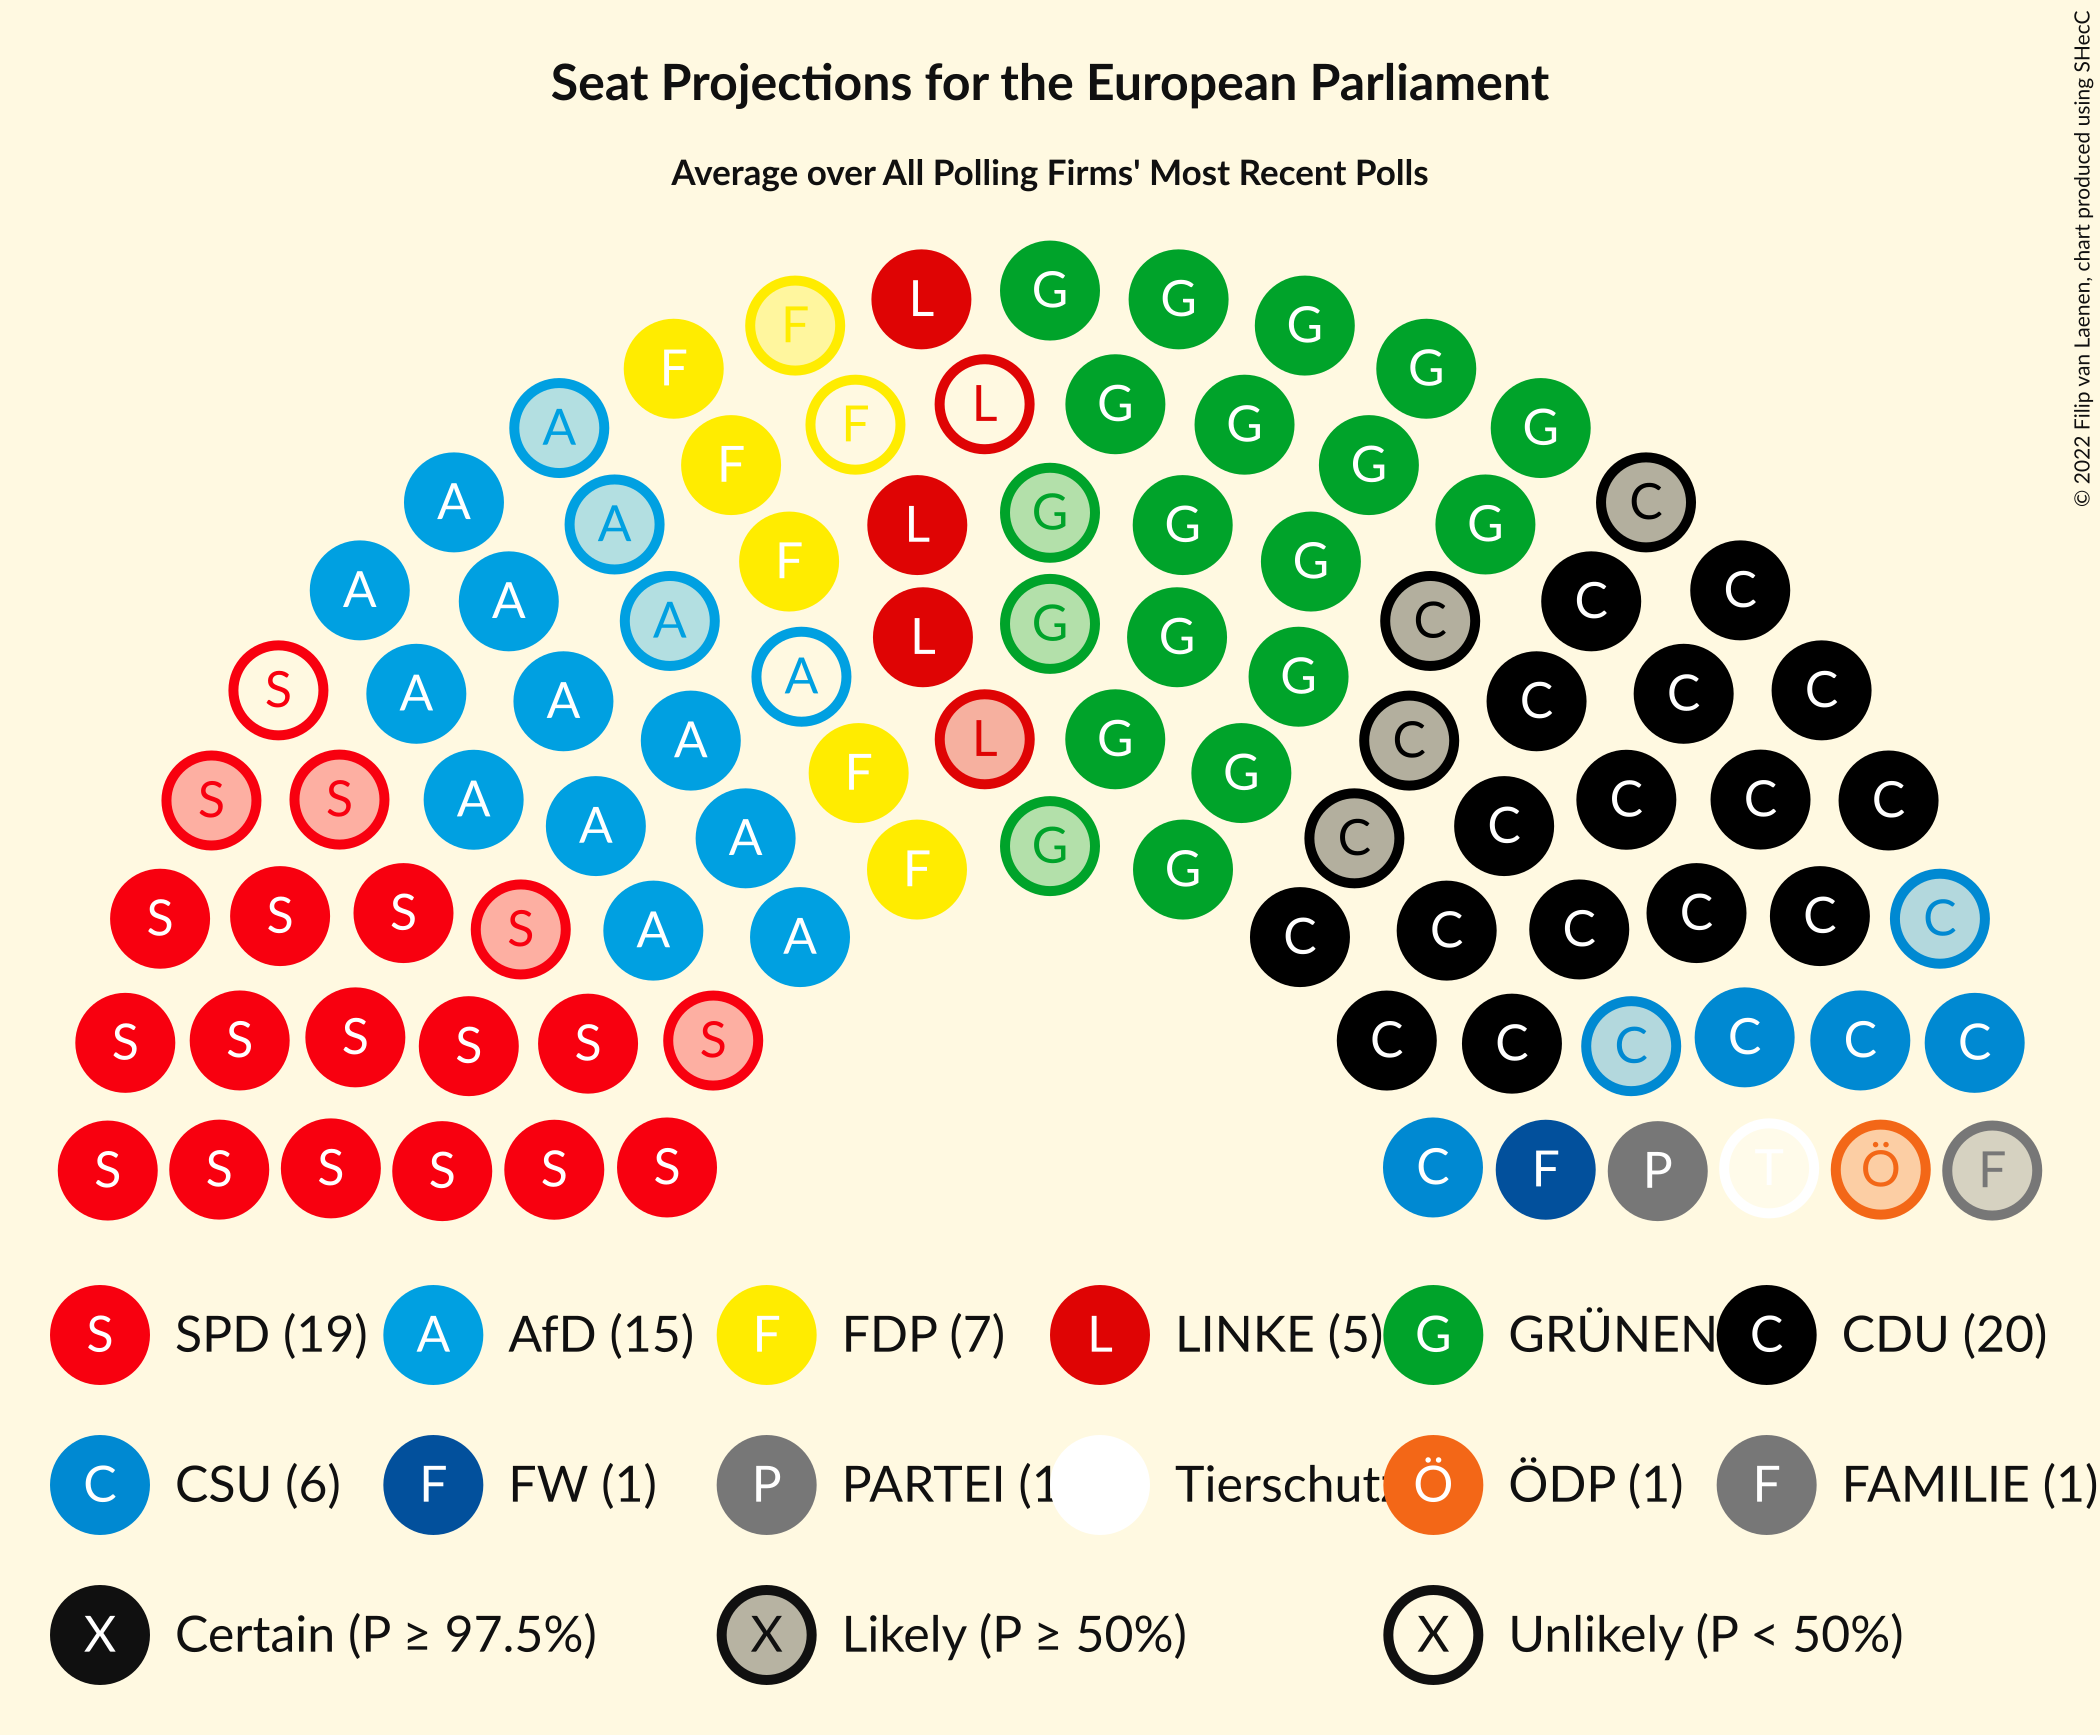 Seat Projections for the European Parliament
Average over All Polling Firms' Most Recent Polls
© 2022 Filip van Laenen, chart produced using SHecC
L G G G G
F F L G G G G G
A F F L G G G G C
A A F L G G G C C C
A A A A L G G C C C C
S A A A F G G C C C C C
S S A A A F G G C C C C C
S S S S A A C C C C C C
S S S S S S C C C C C C
S S S S S S C F P T Ö F
S SPD (19) A AfD (15) F FDP (7) L LINKE (5) G GRÜNEN C CDU (20)
C CSU (6) F FW (1) P PARTEI (1 Tierschutz Ö ÖDP (1) F FAMILIE (1)
X Certain (P ≥ 97.5%) X Likely (P ≥ 50%) X Unlikely (P < 50%)